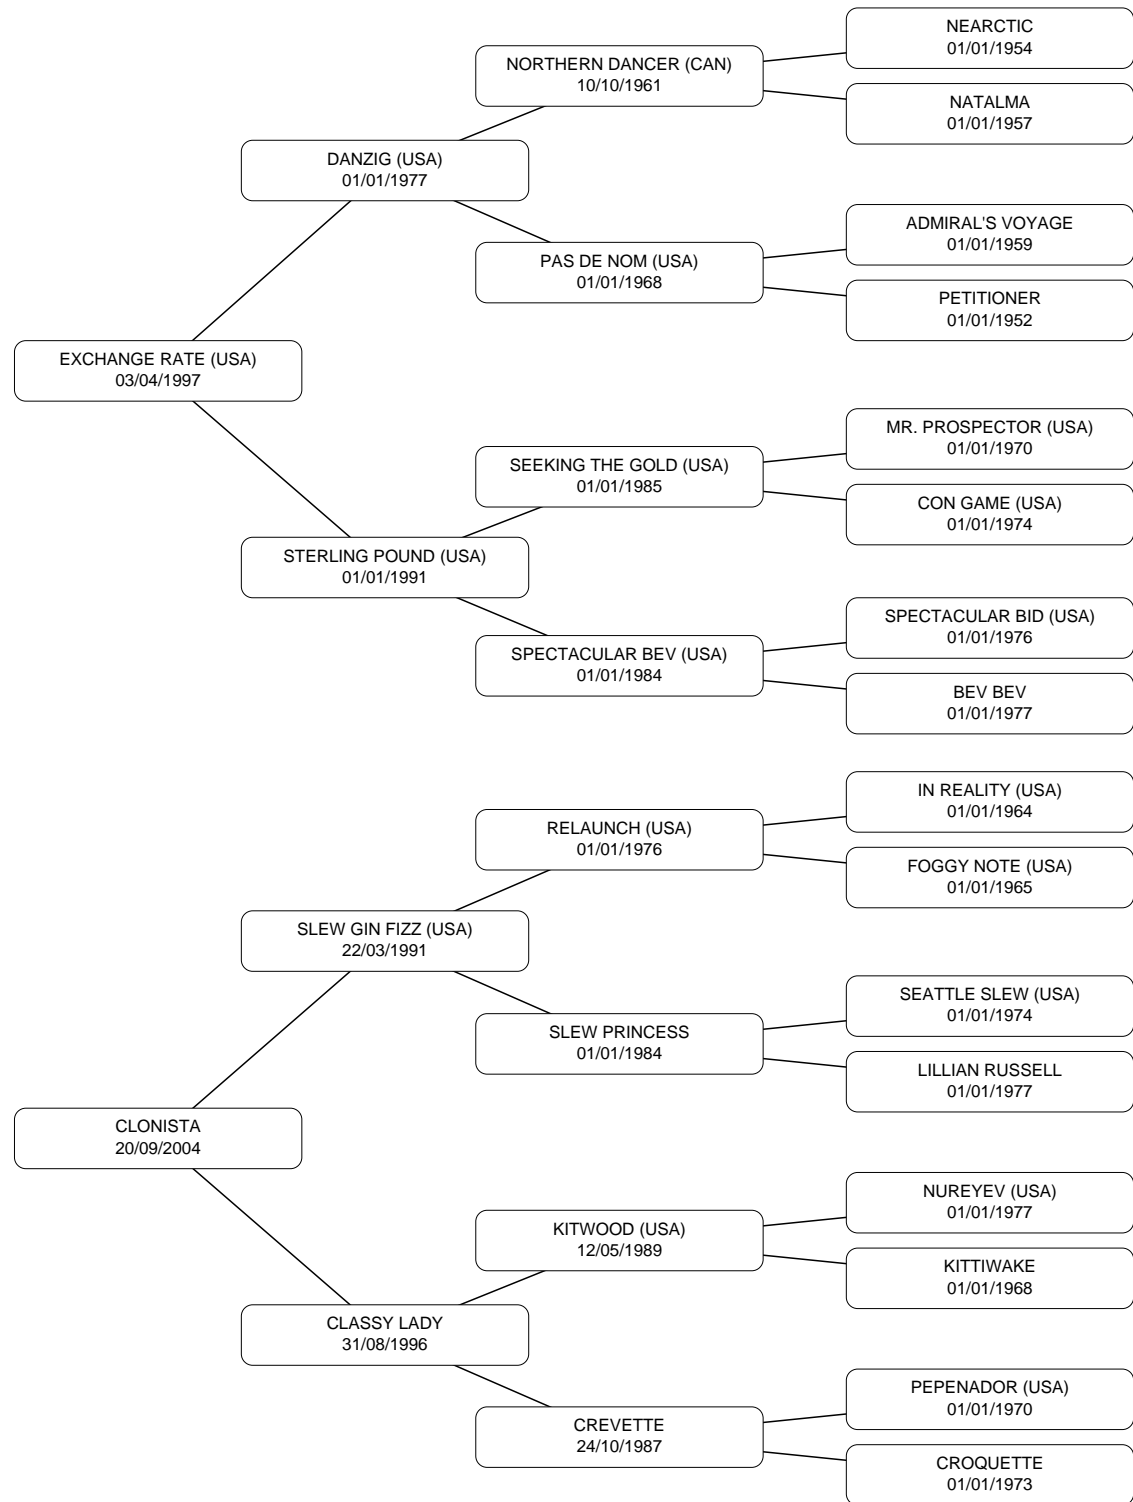 NEARCTIC
01/01/1954
NORTHERN DANCER (CAN)
10/10/1961
NATALMA
01/01/1957
DANZIG (USA)
01/01/1977
ADMIRAL'S VOYAGE
01/01/1959
PAS DE NOM (USA)
01/01/1968
PETITIONER
01/01/1952
EXCHANGE RATE (USA)
03/04/1997
MR. PROSPECTOR (USA)
01/01/1970
SEEKING THE GOLD (USA)
01/01/1985
CON GAME (USA)
01/01/1974
STERLING POUND (USA)
01/01/1991
SPECTACULAR BID (USA)
01/01/1976
SPECTACULAR BEV (USA)
01/01/1984
BEV BEV
01/01/1977
IN REALITY (USA)
01/01/1964
RELAUNCH (USA)
01/01/1976
FOGGY NOTE (USA)
01/01/1965
SLEW GIN FIZZ (USA)
22/03/1991
SEATTLE SLEW (USA)
01/01/1974
SLEW PRINCESS
01/01/1984
LILLIAN RUSSELL
01/01/1977
CLONISTA
20/09/2004
NUREYEV (USA)
01/01/1977
KITWOOD (USA)
12/05/1989
KITTIWAKE
01/01/1968
CLASSY LADY
31/08/1996
PEPENADOR (USA)
01/01/1970
CREVETTE
24/10/1987
CROQUETTE
01/01/1973